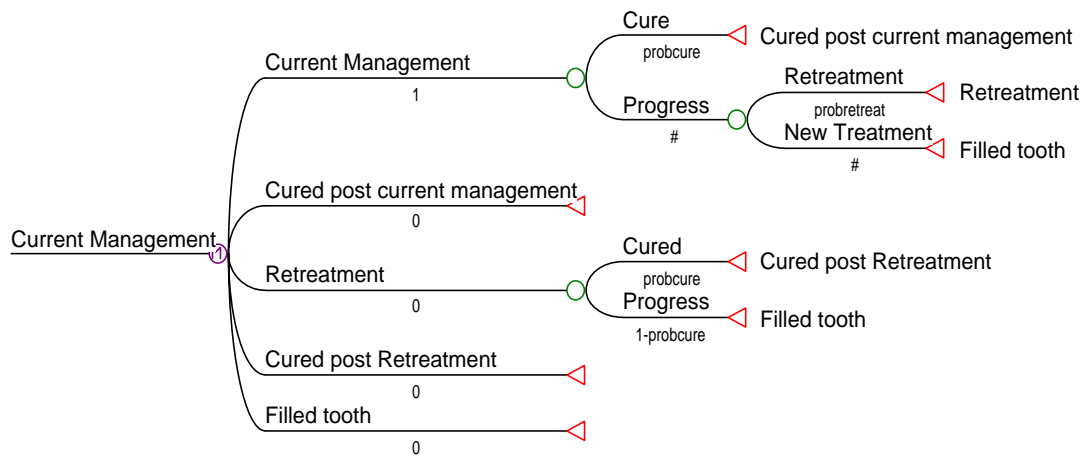 Cure
probcure
Cured post current management
Current Management
1
Retreatment
probretreat
Retreatment
Progress
#
New Treatment
#
Filled tooth
Cured post current management
0
Current Management
1
Cured
probcure
Cured post Retreatment
Retreatment
0
Progress
1-probcure
Filled tooth
Cured post Retreatment
0
Filled tooth
0